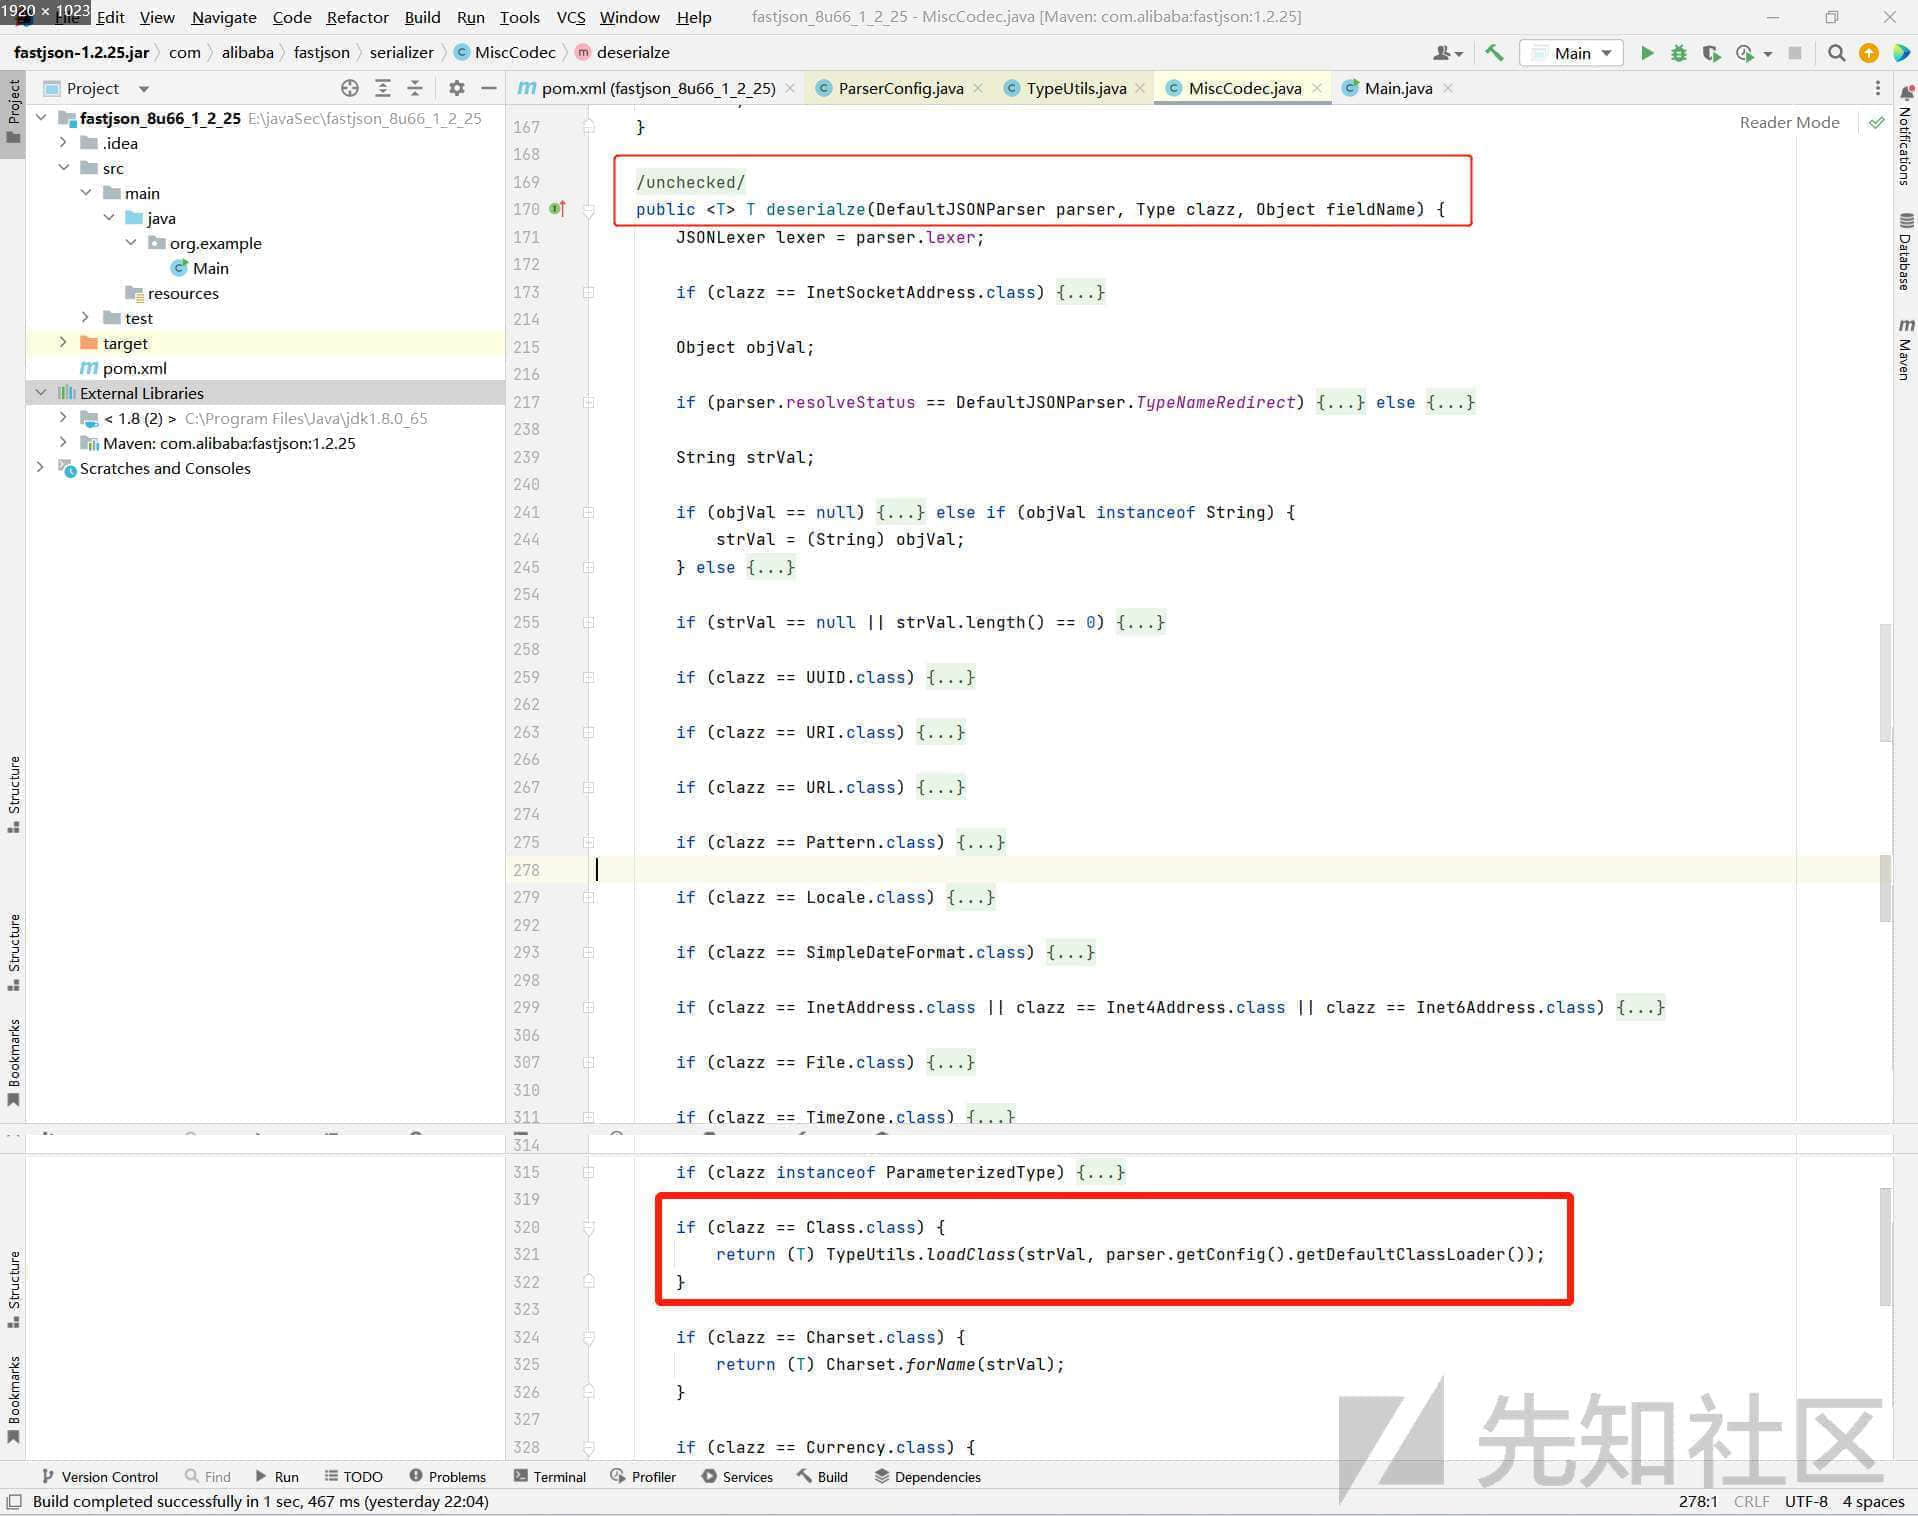 1920 × 1023
File Edit View Navigate Code Refactor Build Run Tools VCS Window Help fastjson_8u66_1_2_25 - MiscCodec.java [Maven: com.alibaba:fastjson:1.2.25]
fastjson-1.2.25.jar com alibaba fastjson serializer MiscCodec deserialze Main
Project
pom.xml (fastjson_8u66_1_2_25) ParserConfig.java TypeUtils.java MiscCodec.java Main.java
Project
Structure
Structure
Bookmarks
Structure
Bookmarks
fastjson_8u66_1_2_25 E:\javaSec\fastjson_8u66_1_2_25
.idea
src
main
java
org.example
Main
resources
test
target
pom.xml
External Libraries
< 1.8 (2) > C:\Program Files\Java\jdk1.8.0_65
Maven: com.alibaba:fastjson:1.2.25
Scratches and Consoles
Reader Mode
Notifications
Database
Maven
167 }
168
169 /unchecked/
170 public <T> T deserialze(DefaultJSONParser parser, Type clazz, Object fieldName) {
171 JSONLexer lexer = parser.lexer;
172
173 if (clazz == InetSocketAddress.class) {...}
214
215 Object objVal;
216
217 if (parser.resolveStatus == DefaultJSONParser.TypeNameRedirect) {...} else {...}
238
239 String strVal;
240
241 if (objVal == null) {...} else if (objVal instanceof String) {
244 strVal = (String) objVal;
245 } else {...}
254
255 if (strVal == null || strVal.length() == 0) {...}
258
259 if (clazz == UUID.class) {...}
262
263 if (clazz == URI.class) {...}
266
267 if (clazz == URL.class) {...}
274
275 if (clazz == Pattern.class) {...}
278
279 if (clazz == Locale.class) {...}
292
293 if (clazz == SimpleDateFormat.class) {...}
298
299 if (clazz == InetAddress.class || clazz == Inet4Address.class || clazz == Inet6Address.class) {...}
306
307 if (clazz == File.class) {...}
310
311 if (clazz == TimeZone.class) {...}
314
315 if (clazz instanceof ParameterizedType) {...}
319
320 if (clazz == Class.class) {
321 return (T) TypeUtils.loadClass(strVal, parser.getConfig().getDefaultClassLoader());
322 }
323
324 if (clazz == Charset.class) {
325 return (T) Charset.forName(strVal);
326 }
327
328 if (clazz == Currency.class) {
先知社区
Version Control Find Run TODO Problems Terminal Profiler Services Build Dependencies
Build completed successfully in 1 sec, 467 ms (yesterday 22:04) 278:1 CRLF UTF-8 4 spaces